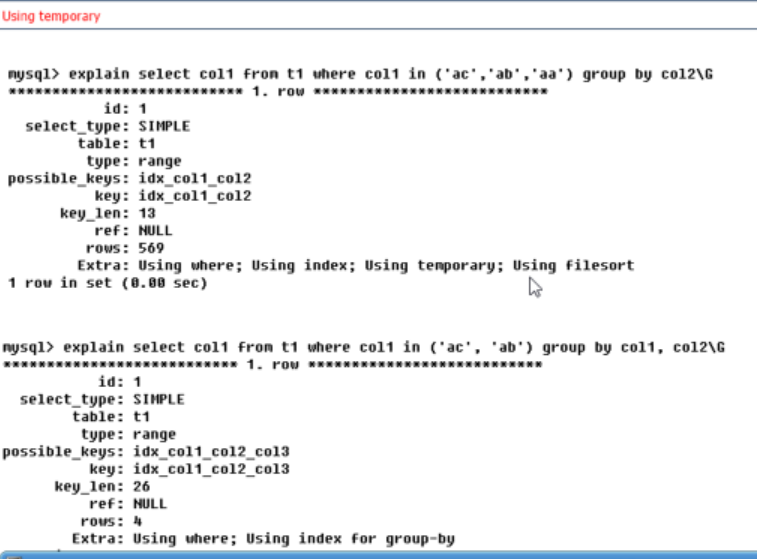 Using temporary
mysql> explain select col1 from t1 where col1 in ('ac','ab','aa') group by col2\G
*************************** 1. row ***************************
id: 1
select_type: SIMPLE
table: t1
type: range
possible_keys: idx_col1_col2
key: idx_col1_col2
key_len: 13
ref: NULL
rows: 569
Extra: Using where; Using index; Using temporary; Using filesort
1 row in set (0.00 sec)
mysql> explain select col1 from t1 where col1 in ('ac', 'ab') group by col1, col2\G
*************************** 1. row ***************************
id: 1
select_type: SIMPLE
table: t1
type: range
possible_keys: idx_col1_col2_col3
key: idx_col1_col2_col3
key_len: 26
ref: NULL
rows: 4
Extra: Using where; Using index for group-by